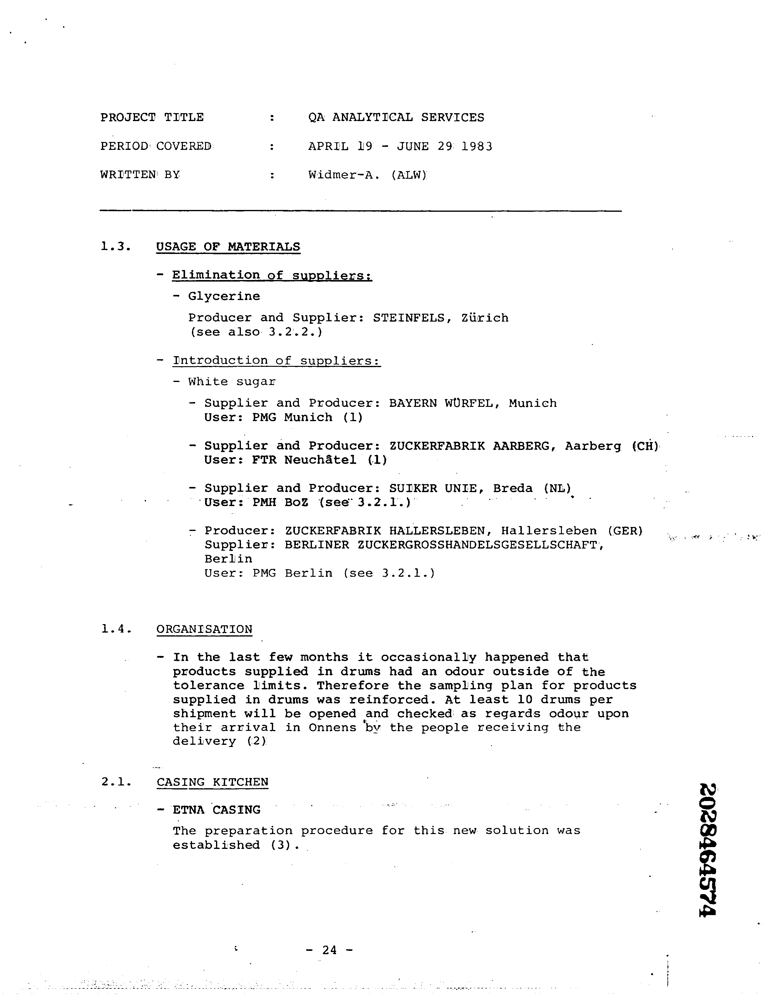 PROJECT TITLE : QA ANALYTICAL SERVICES
PERIOD COVERED : APRIL 19 - JUNE 29 1983
WRITTEN BY : Widmer-A. (ALW)
1.3. USAGE OF MATERIALS
- Elimination of suppliers:
- Glycerine
Producer and Supplier: STEINFELS, Zürich
(see also 3.2.2.)
- Introduction of suppliers:
- White sugar
- Supplier and Producer: BAYERN WÜRFEL, Munich
User: PMG Munich (1)
- Supplier and Producer: ZUCKERFABRIK AARBERG, Aarberg (CH)
User: FTR Neuchâtel (1)
- Supplier and Producer: SUIKER UNIE, Breda (NL)
User: PMH BoZ (see 3.2.1.)
- Producer: ZUCKERFABRIK HALLERSLEBEN, Hallersleben (GER)
Supplier: BERLINER ZUCKERGROSSHANDELSGESELLSCHAFT,
Berlin
User: PMG Berlin (see 3.2.1.)
1.4. ORGANISATION
- In the last few months it occasionally happened that
products supplied in drums had an odour outside of the
tolerance limits. Therefore the sampling plan for products
supplied in drums was reinforced. At least 10 drums per
shipment will be opened and checked as regards odour upon
their arrival in Onnens by the people receiving the
delivery (2)
2.1. CASING KITCHEN
- ETNA CASING
The preparation procedure for this new solution was
established (3).
2028464574
- 24 -